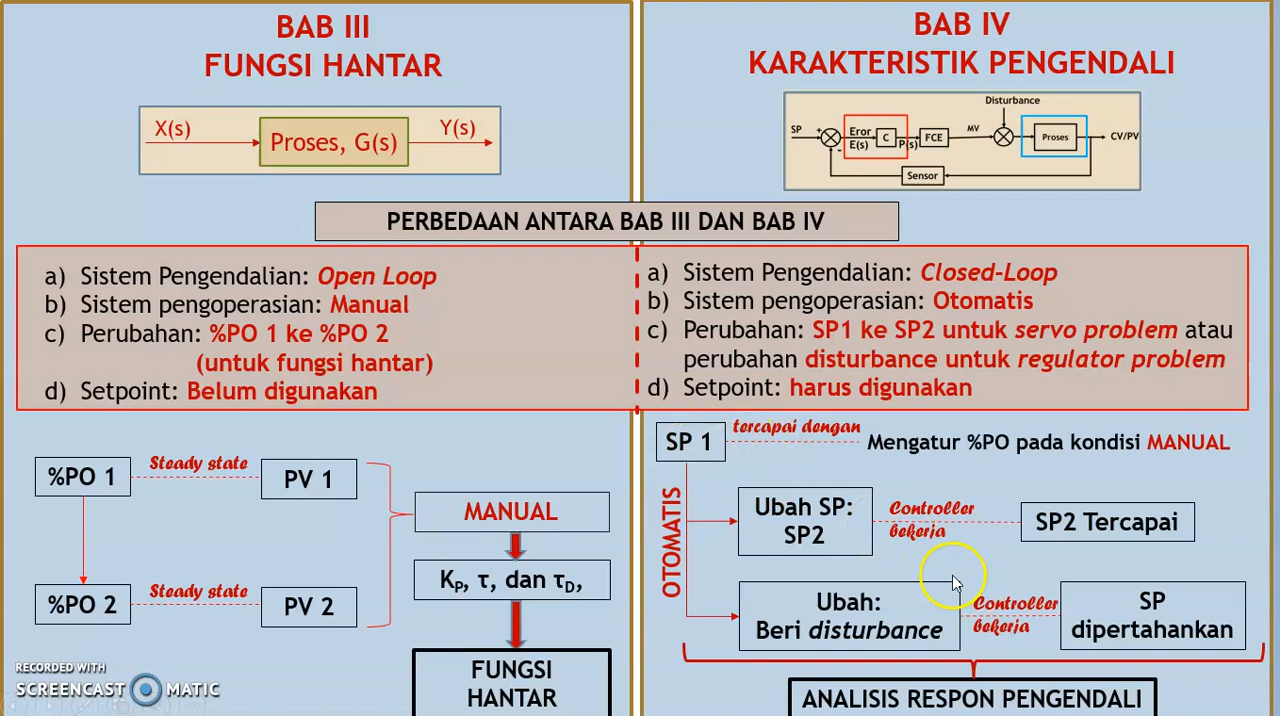 BAB III
FUNGSI HANTAR
X(s)
Proses, G(s)
Y(s)
BAB IV
KARAKTERISTIK PENGENDALI
Disturbance
SP
+
-
Eror
E(s)
C
P(s)
FCE
MV
Proses
CV/PV
Sensor
PERBEDAAN ANTARA BAB III DAN BAB IV
a) Sistem Pengendalian: Open Loop
b) Sistem pengoperasian: Manual
c) Perubahan: %PO 1 ke %PO 2
(untuk fungsi hantar)
d) Setpoint: Belum digunakan
a) Sistem Pengendalian: Closed-Loop
b) Sistem pengoperasian: Otomatis
c) Perubahan: SP1 ke SP2 untuk servo problem atau
perubahan disturbance untuk regulator problem
d) Setpoint: harus digunakan
%PO 1
Steady state
PV 1
%PO 2
Steady state
PV 2
MANUAL
KP, τ, dan τD,
FUNGSI
HANTAR
SP 1
tercapai dengan
Mengatur %PO pada kondisi MANUAL
OTOMATIS
Ubah SP:
SP2
Controller
bekerja
SP2 Tercapai
Ubah:
Beri disturbance
Controller
bekerja
SP
dipertahankan
ANALISIS RESPON PENGENDALI
RECORDED WITH
SCREENCAST MATIC